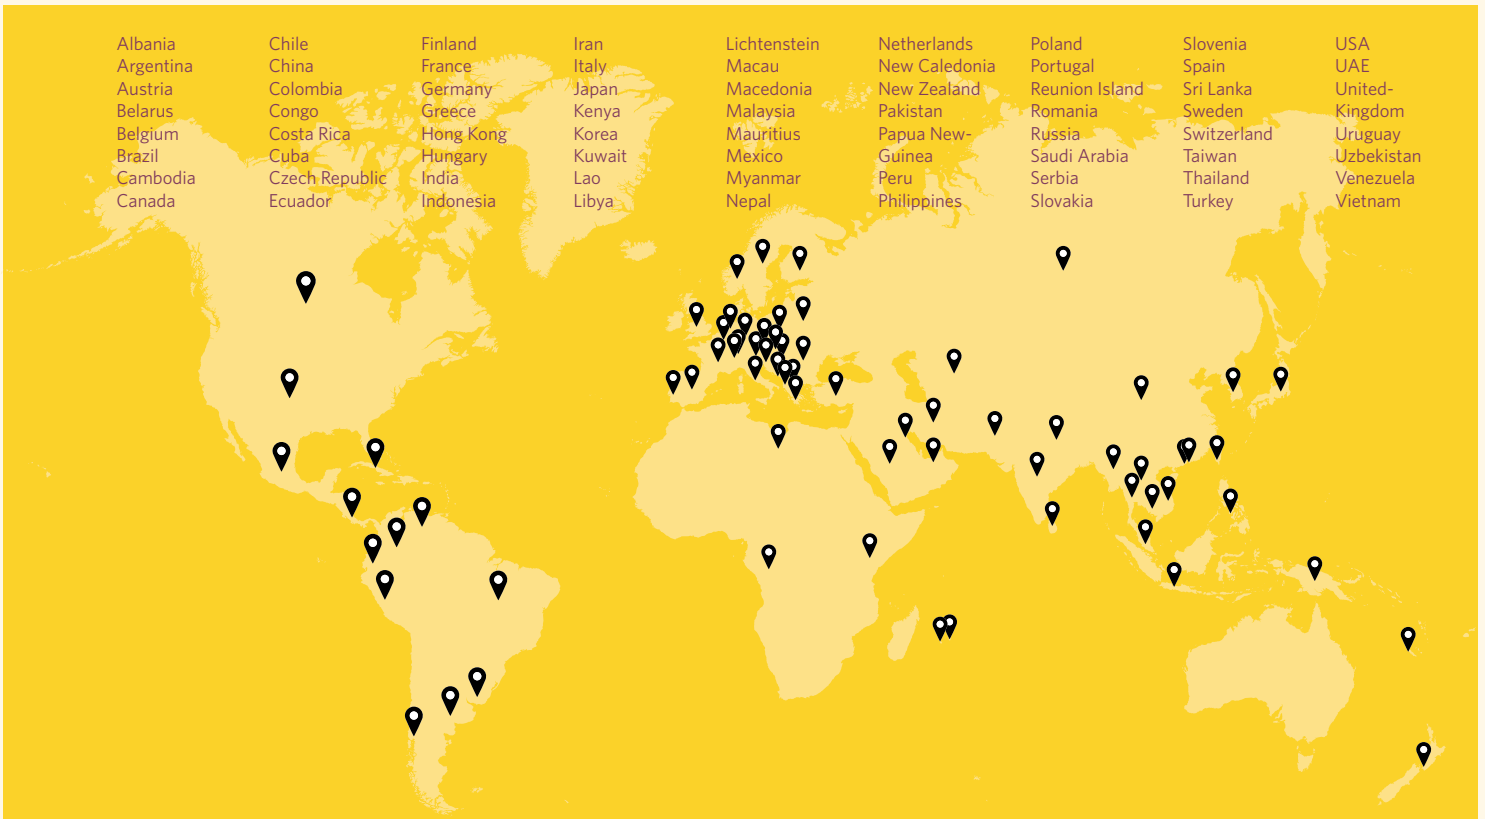 Albania
Argentina
Austria
Belarus
Belgium
Brazil
Cambodia
Canada
Chile
China
Colombia
Congo
Costa Rica
Cuba
Czech Republic
Ecuador
Finland
France
Germany
Greece
Hong Kong
Hungary
India
Indonesia
Iran
Italy
Japan
Kenya
Korea
Kuwait
Lao
Libya
Lichtenstein
Macau
Macedonia
Malaysia
Mauritius
Mexico
Myanmar
Nepal
Netherlands
New Caledonia
New Zealand
Pakistan
Papua New-
Guinea
Peru
Philippines
Poland
Portugal
Reunion Island
Romania
Russia
Saudi Arabia
Serbia
Slovakia
Slovenia
Spain
Sri Lanka
Sweden
Switzerland
Taiwan
Thailand
Turkey
USA
UAE
United-
Kingdom
Uruguay
Uzbekistan
Venezuela
Vietnam